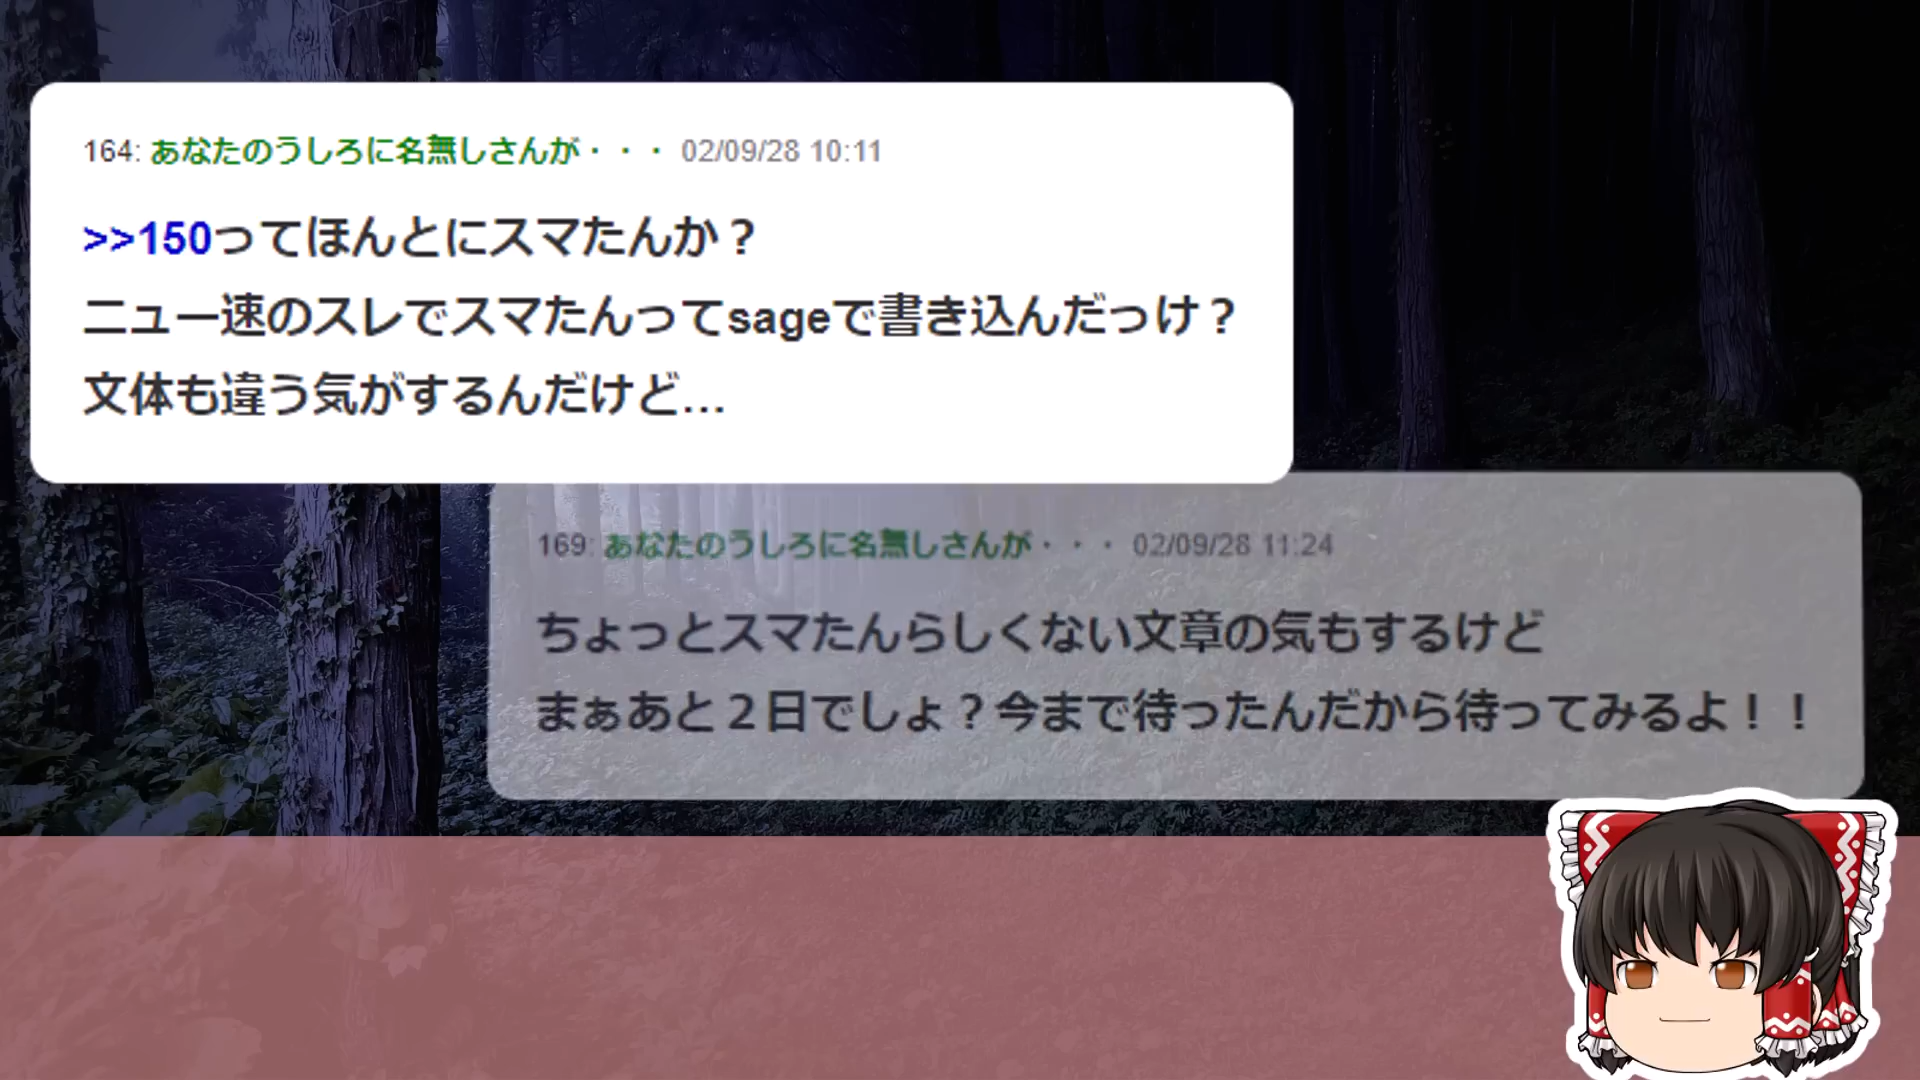 164: あなたのうしろに名無しさんが・・・ 02/09/28 10:11
>>150ってほんとにスマたんか？
ニュー速のスレでスマたんってsageで書き込んだっけ？
文体も違う気がするんだけど...
169: あなたのうしろに名無しさんが・・・ 02/09/28 11:24
ちょっとスマたんらしくない文章の気もするけど
まぁあと２日でしょ？今まで待ったんだから待ってみるよ！！